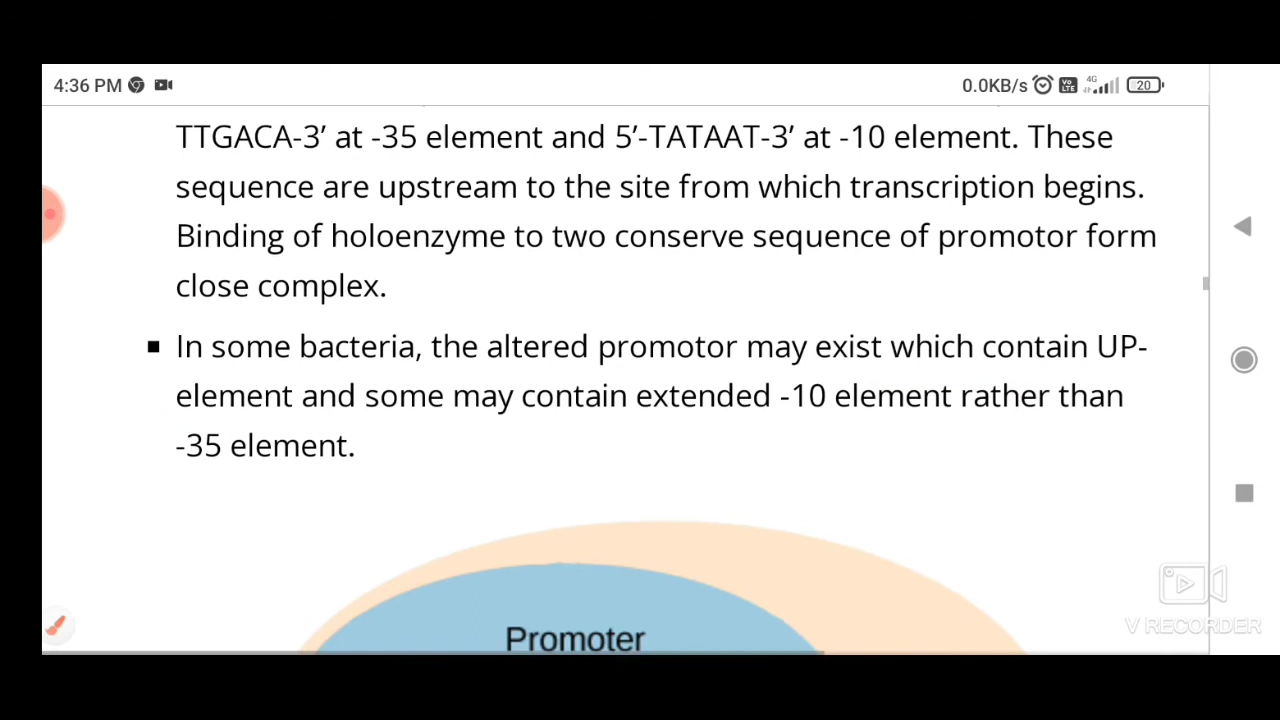 4:36 PM
0.0KB/s Vo LTE 4G 20
TTGACA-3’ at -35 element and 5’-TATAAT-3’ at -10 element. These
sequence are upstream to the site from which transcription begins.
Binding of holoenzyme to two conserve sequence of promotor form
close complex.
▪ In some bacteria, the altered promotor may exist which contain UP-
element and some may contain extended -10 element rather than
-35 element.
Promoter
V RECORDER